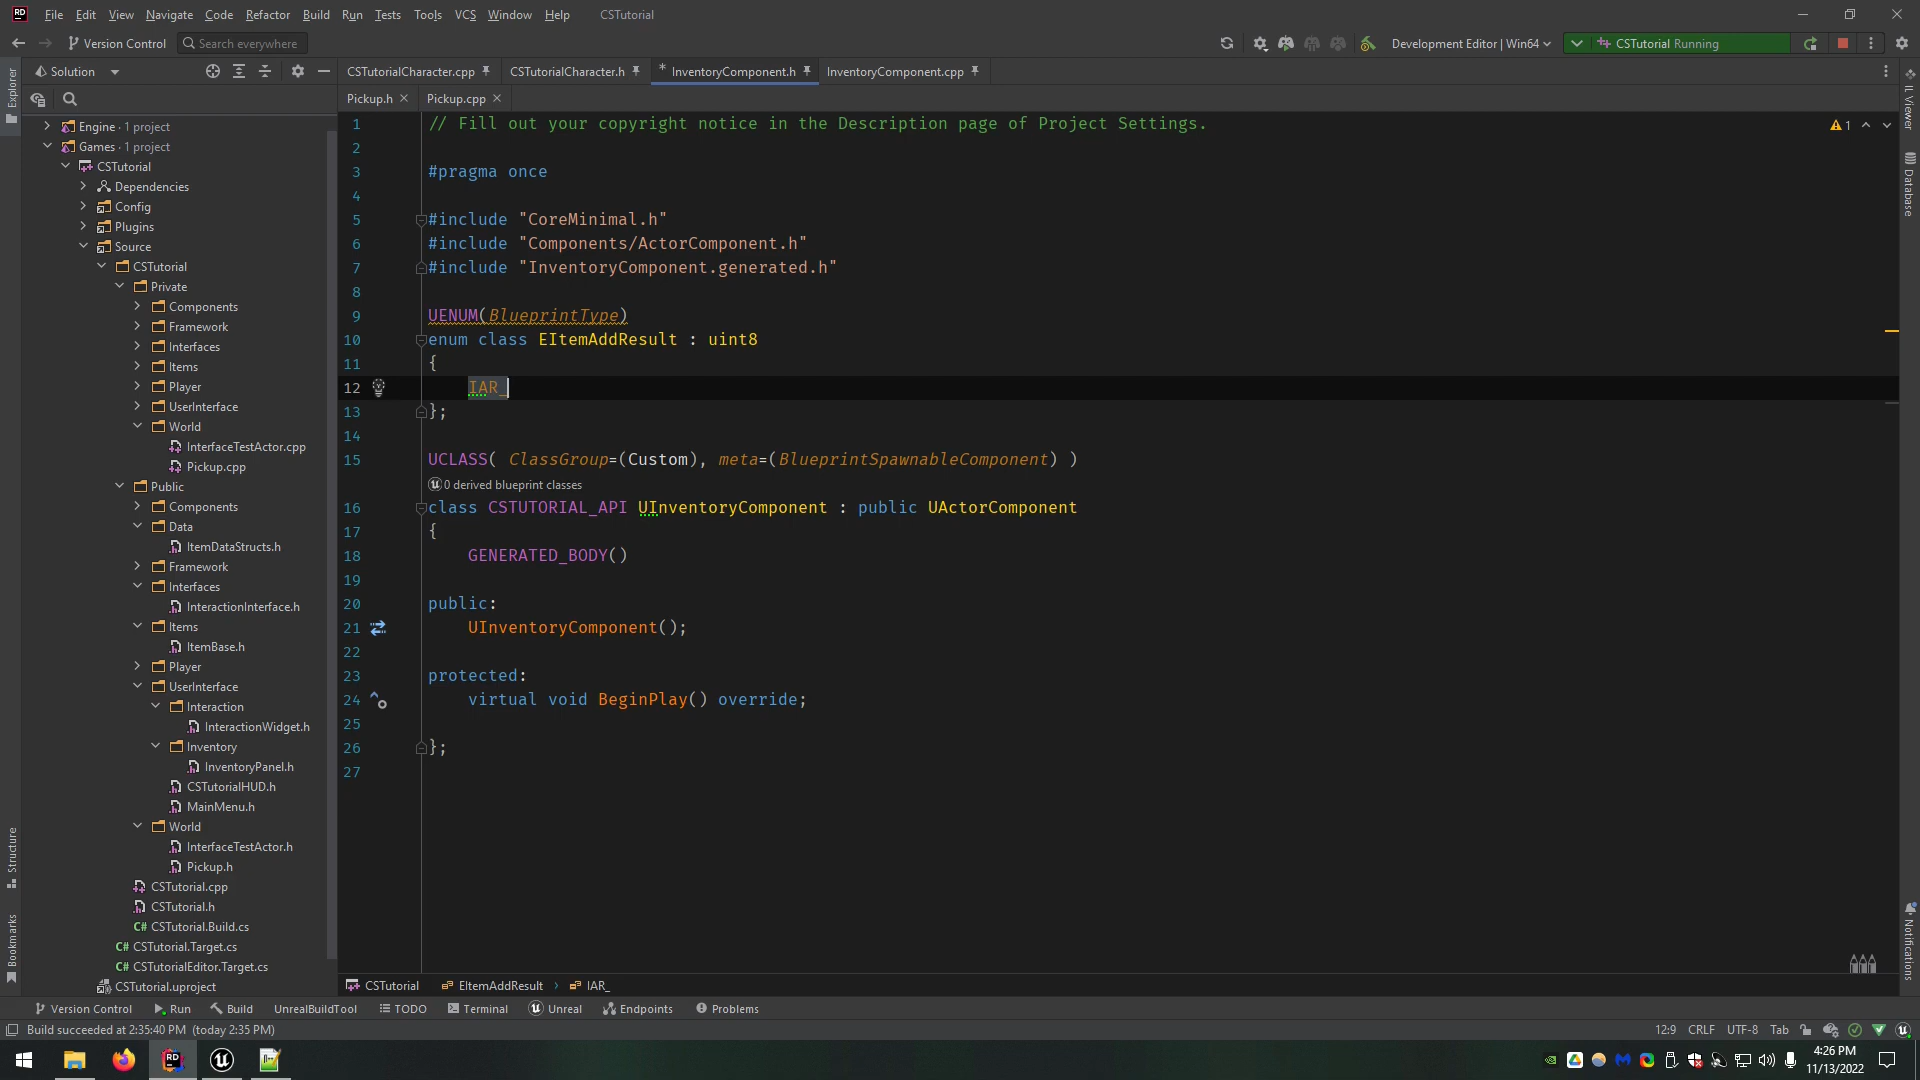 RD File Edit View Navigate Code Refactor Build Run Tests Tools VCS Window Help CSTutorial
Version Control Search everywhere Development Editor | Win64 CSTutorial Running
Explorer Solution CSTutorialCharacter.cpp CSTutorialCharacter.h * InventoryComponent.h InventoryComponent.cpp
Pickup.h Pickup.cpp
Engine · 1 project
Games · 1 project
CSTutorial
Dependencies
Config
Plugins
Source
CSTutorial
Private
Components
Framework
Interfaces
Items
Player
UserInterface
World
InterfaceTestActor.cpp
Pickup.cpp
Public
Components
Data
ItemDataStructs.h
Framework
Interfaces
InteractionInterface.h
Items
ItemBase.h
Player
UserInterface
Interaction
InteractionWidget.h
Inventory
InventoryPanel.h
CSTutorialHUD.h
MainMenu.h
World
InterfaceTestActor.h
Pickup.h
CSTutorial.cpp
CSTutorial.h
C# CSTutorial.Build.cs
C# CSTutorial.Target.cs
C# CSTutorialEditor.Target.cs
CSTutorial.uproject
Structure
Bookmarks
1 // Fill out your copyright notice in the Description page of Project Settings.
2
3 #pragma once
4
5 #include "CoreMinimal.h"
6 #include "Components/ActorComponent.h"
7 #include "InventoryComponent.generated.h"
8
9 UENUM(BlueprintType)
10 enum class EItemAddResult : uint8
11 {
12 IAR_
13 };
14
15 UCLASS( ClassGroup=(Custom), meta=(BlueprintSpawnableComponent) )
0 derived blueprint classes
16 class CSTUTORIAL_API UInventoryComponent : public UActorComponent
17 {
18 GENERATED_BODY()
19
20 public:
21 UInventoryComponent();
22
23 protected:
24 virtual void BeginPlay() override;
25
26 };
27
1
IL Viewer
Database
Notifications
CSTutorial EItemAddResult IAR_
Version Control Run Build UnrealBuildTool TODO Terminal Unreal Endpoints Problems
Build succeeded at 2:35:40 PM (today 2:35 PM) 12:9 CRLF UTF-8 Tab
RD 4:26 PM
11/13/2022